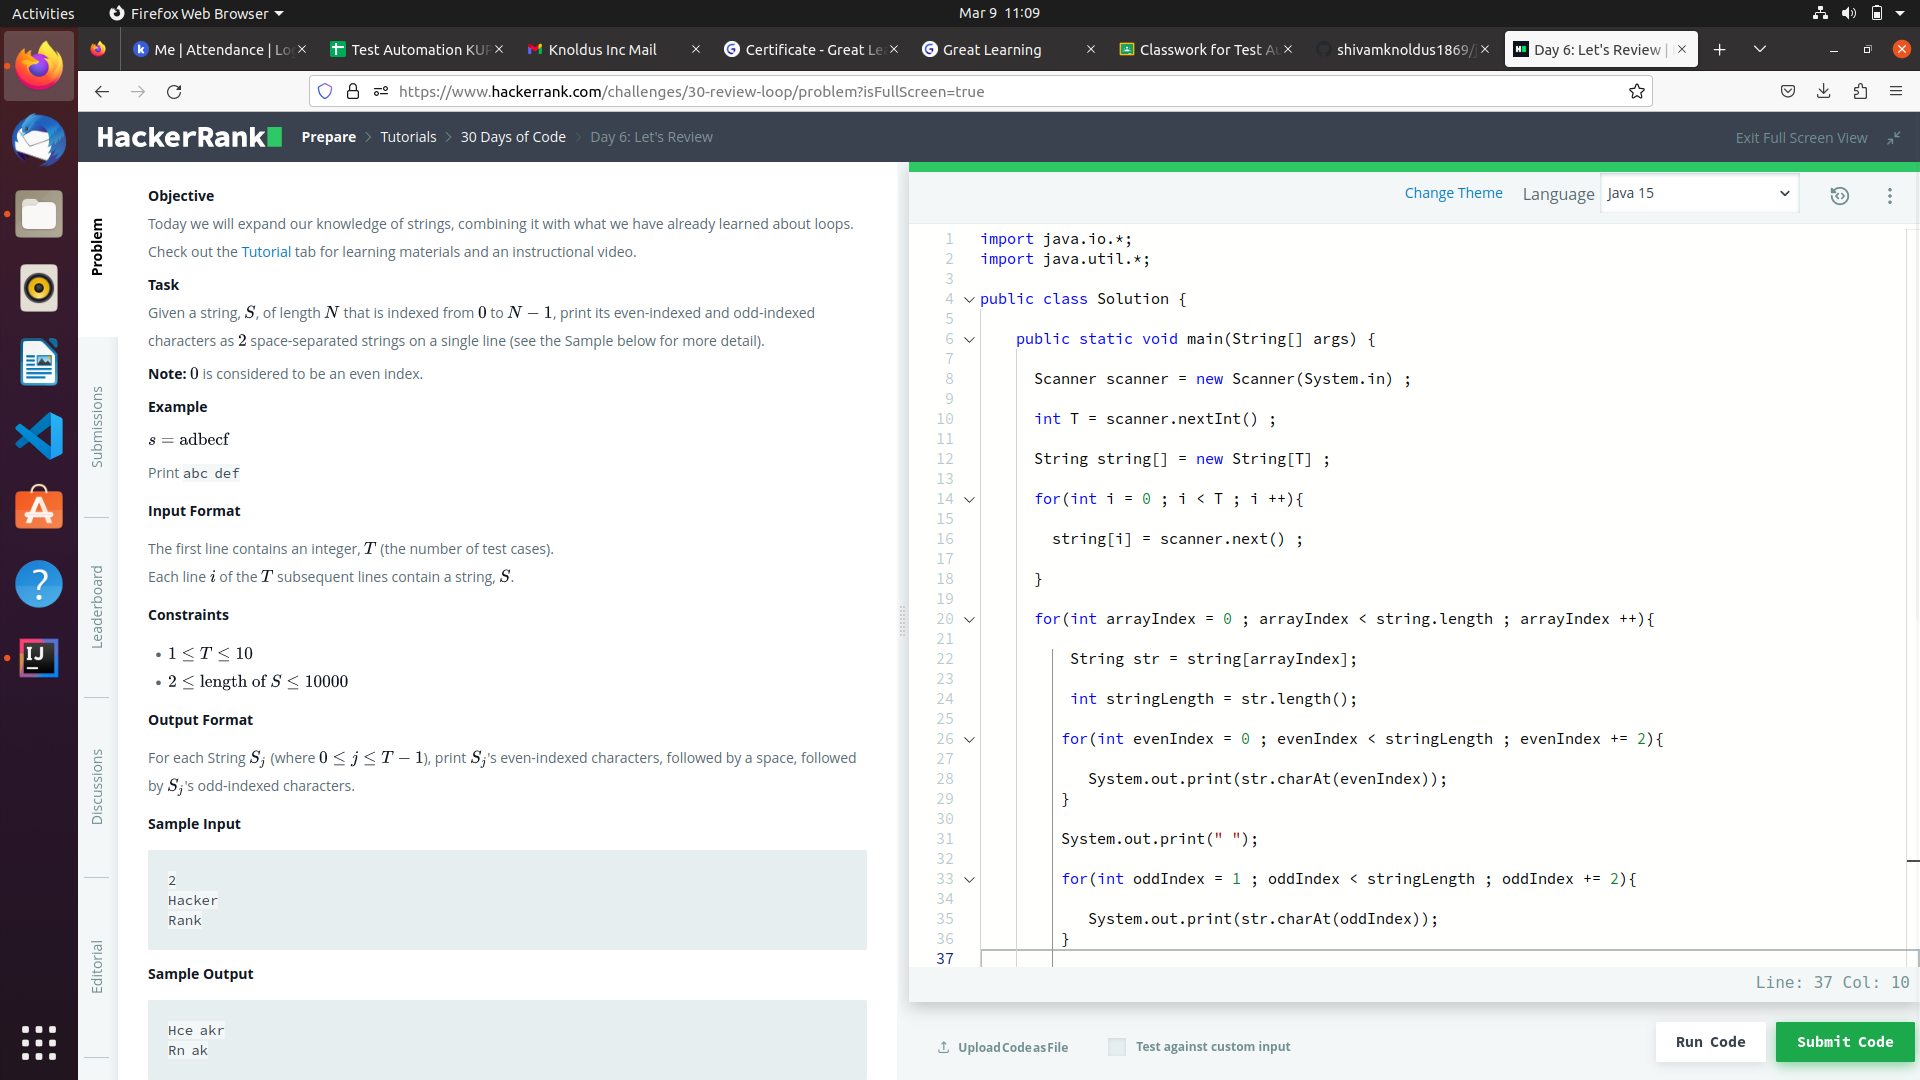 Activities
Firefox Web Browser
Mar 9 11:09
Me | Attendance | Lo
Test Automation KUP
Knoldus Inc Mail
Certificate - Great Le
Great Learning
Classwork for Test Au
shivamknoldus1869/
Day 6: Let's Review |
https://www.hackerrank.com/challenges/30-review-loop/problem?isFullScreen=true
HackerRank
Prepare > Tutorials > 30 Days of Code > Day 6: Let's Review
Exit Full Screen View
Problem
Submissions
Leaderboard
Discussions
Editorial
Objective
Today we will expand our knowledge of strings, combining it with what we have already learned about loops.
Check out the Tutorial tab for learning materials and an instructional video.
Task
Given a string, S, of length N that is indexed from 0 to N − 1, print its even-indexed and odd-indexed
characters as 2 space-separated strings on a single line (see the Sample below for more detail).
Note: 0 is considered to be an even index.
Example
s = adbecf
Print abc def
Input Format
The first line contains an integer, T (the number of test cases).
Each line i of the T subsequent lines contain a string, S.
Constraints
• 1 ≤ T ≤ 10
• 2 ≤ length of S ≤ 10000
Output Format
For each String Sj (where 0 ≤ j ≤ T − 1), print Sj's even-indexed characters, followed by a space, followed
by Sj's odd-indexed characters.
Sample Input
2
Hacker
Rank
Sample Output
Hce akr
Rn ak
Change Theme
Language
Java 15
1 import java.io.*;
2 import java.util.*;
3
4 public class Solution {
5
6 public static void main(String[] args) {
7
8 Scanner scanner = new Scanner(System.in) ;
9
10 int T = scanner.nextInt() ;
11
12 String string[] = new String[T] ;
13
14 for(int i = 0 ; i < T ; i ++){
15
16 string[i] = scanner.next() ;
17
18 }
19
20 for(int arrayIndex = 0 ; arrayIndex < string.length ; arrayIndex ++){
21
22 String str = string[arrayIndex];
23
24 int stringLength = str.length();
25
26 for(int evenIndex = 0 ; evenIndex < stringLength ; evenIndex += 2){
27
28 System.out.print(str.charAt(evenIndex));
29 }
30
31 System.out.print(" ");
32
33 for(int oddIndex = 1 ; oddIndex < stringLength ; oddIndex += 2){
34
35 System.out.print(str.charAt(oddIndex));
36 }
37
Line: 37 Col: 10
Upload Code as File
Test against custom input
Run Code
Submit Code